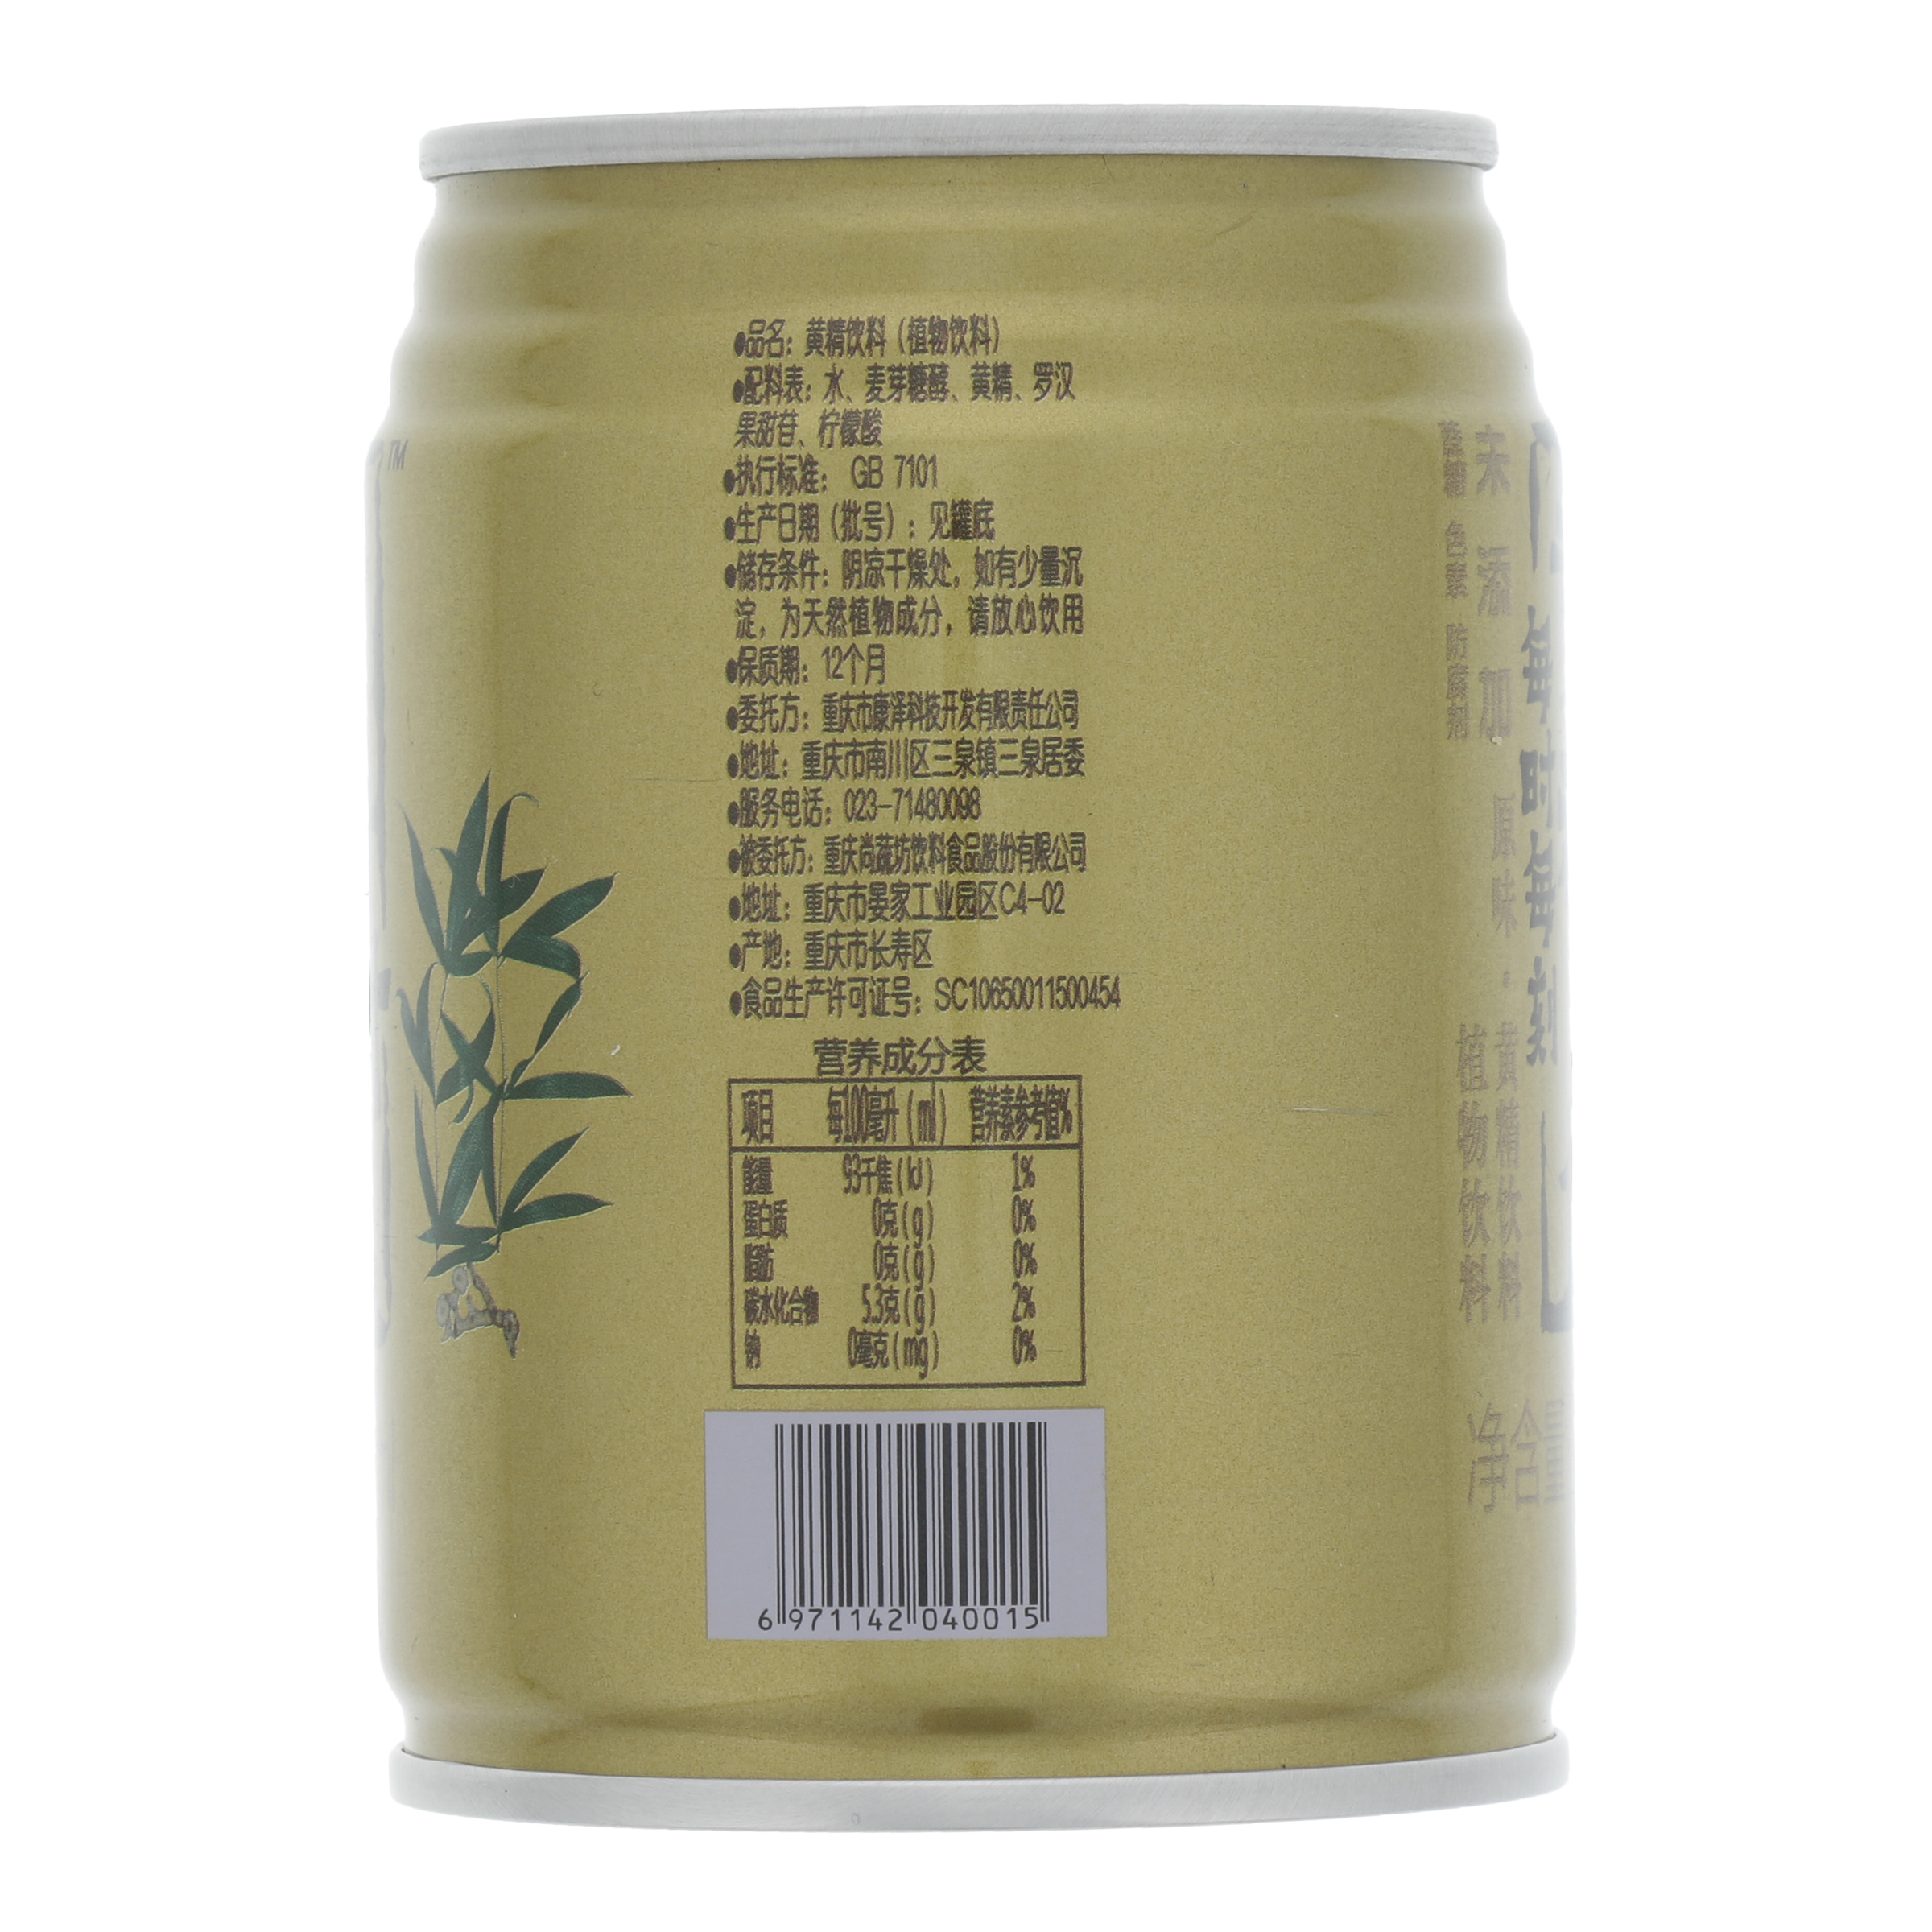 ●品名：黄精饮料（植物饮料）
●配料表：水、麦芽糖醇、黄精、罗汉
果甜苷、柠檬酸
●执行标准： GB 7101
●生产日期（批号）：见罐底
●储存条件：阴凉干燥处，如有少量沉
淀，为天然植物成分，请放心饮用
●保质期：12个月
●委托方：重庆市康泽科技开发有限责任公司
●地址：重庆市南川区三泉镇三泉居委
●服务电话：023-71480098
●被委托方：重庆尚蔬坊饮料食品股份有限公司
●地址：重庆市晏家工业园区C4-02
●产地：重庆市长寿区
●食品生产许可证号：SC10650011500454
营养成分表
项目 每100毫升（ml） 营养素参考值%
能量 93千焦(kJ) 1%
蛋白质 0克(g) 0%
脂肪 0克(g) 0%
碳水化合物 5.3克(g) 2%
钠 0毫克(mg) 0%
6 971142 040015
TM
每时每刻
未添加
蔗糖 色素 防腐剂
原味·黄精饮料
植物饮料
净含量